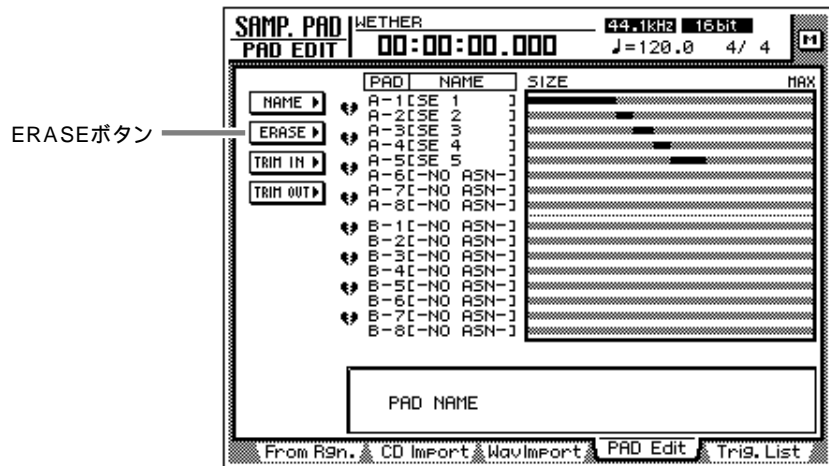 SAMP. PAD WETHER 44.1kHz 16bit
PAD EDIT 00:00:00.000 ♩=120.0 4/ 4 M
PAD NAME SIZE MAX
NAME
ERASE
TRIM IN
TRIM OUT
ERASEボタン
A-1[SE 1 ]
A-2[SE 2 ]
A-3[SE 3 ]
A-4[SE 4 ]
A-5[SE 5 ]
A-6[-NO ASN-]
A-7[-NO ASN-]
A-8[-NO ASN-]
B-1[-NO ASN-]
B-2[-NO ASN-]
B-3[-NO ASN-]
B-4[-NO ASN-]
B-5[-NO ASN-]
B-6[-NO ASN-]
B-7[-NO ASN-]
B-8[-NO ASN-]
PAD NAME
From Rgn. CD Import WavImport PAD Edit Trig. List